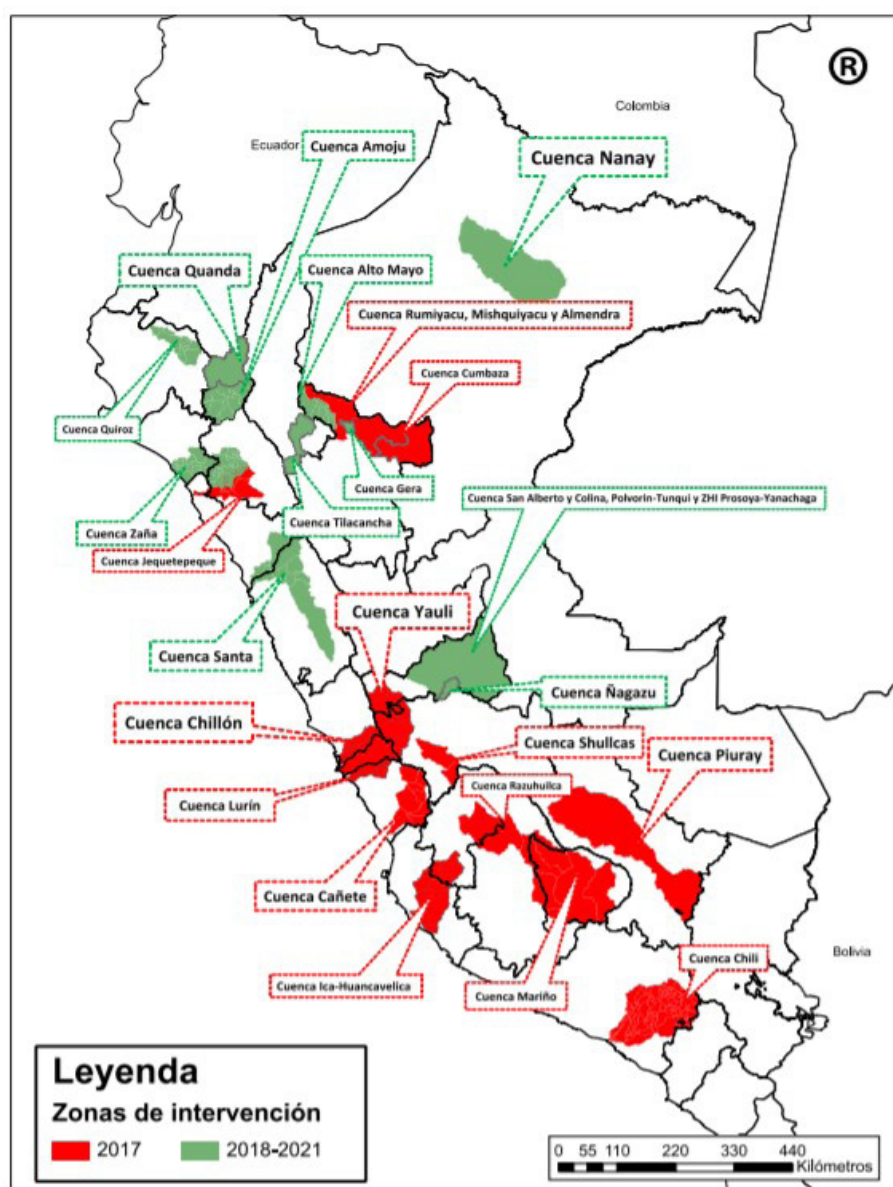 ®
Colombia
Ecuador
Cuenca Amoju
Cuenca Nanay
Cuenca Quanda
Cuenca Alto Mayo
Cuenca Rumiyacu, Mishquiyacu y Almendra
Cuenca Cumbaza
Cuenca Quiroz
Cuenca Gera
Cuenca San Alberto y Colina, Polvorin-Tunqui y ZHI Prosoya-Yanachaga
Cuenca Zaña
Cuenca Tilacancha
Cuenca Jequetepeque
Cuenca Yauli
Cuenca Santa
Cuenca Ñagazu
Cuenca Chillón
Cuenca Shullcas
Cuenca Piuray
Cuenca Razuhuilca
Cuenca Lurín
Cuenca Cañete
Bolivia
Cuenca Chili
Cuenca Ica-Huancavelica
Cuenca Mariño
Leyenda
Zonas de intervención
2017 2018-2021
0 55 110 220 330 440
Kilómetros